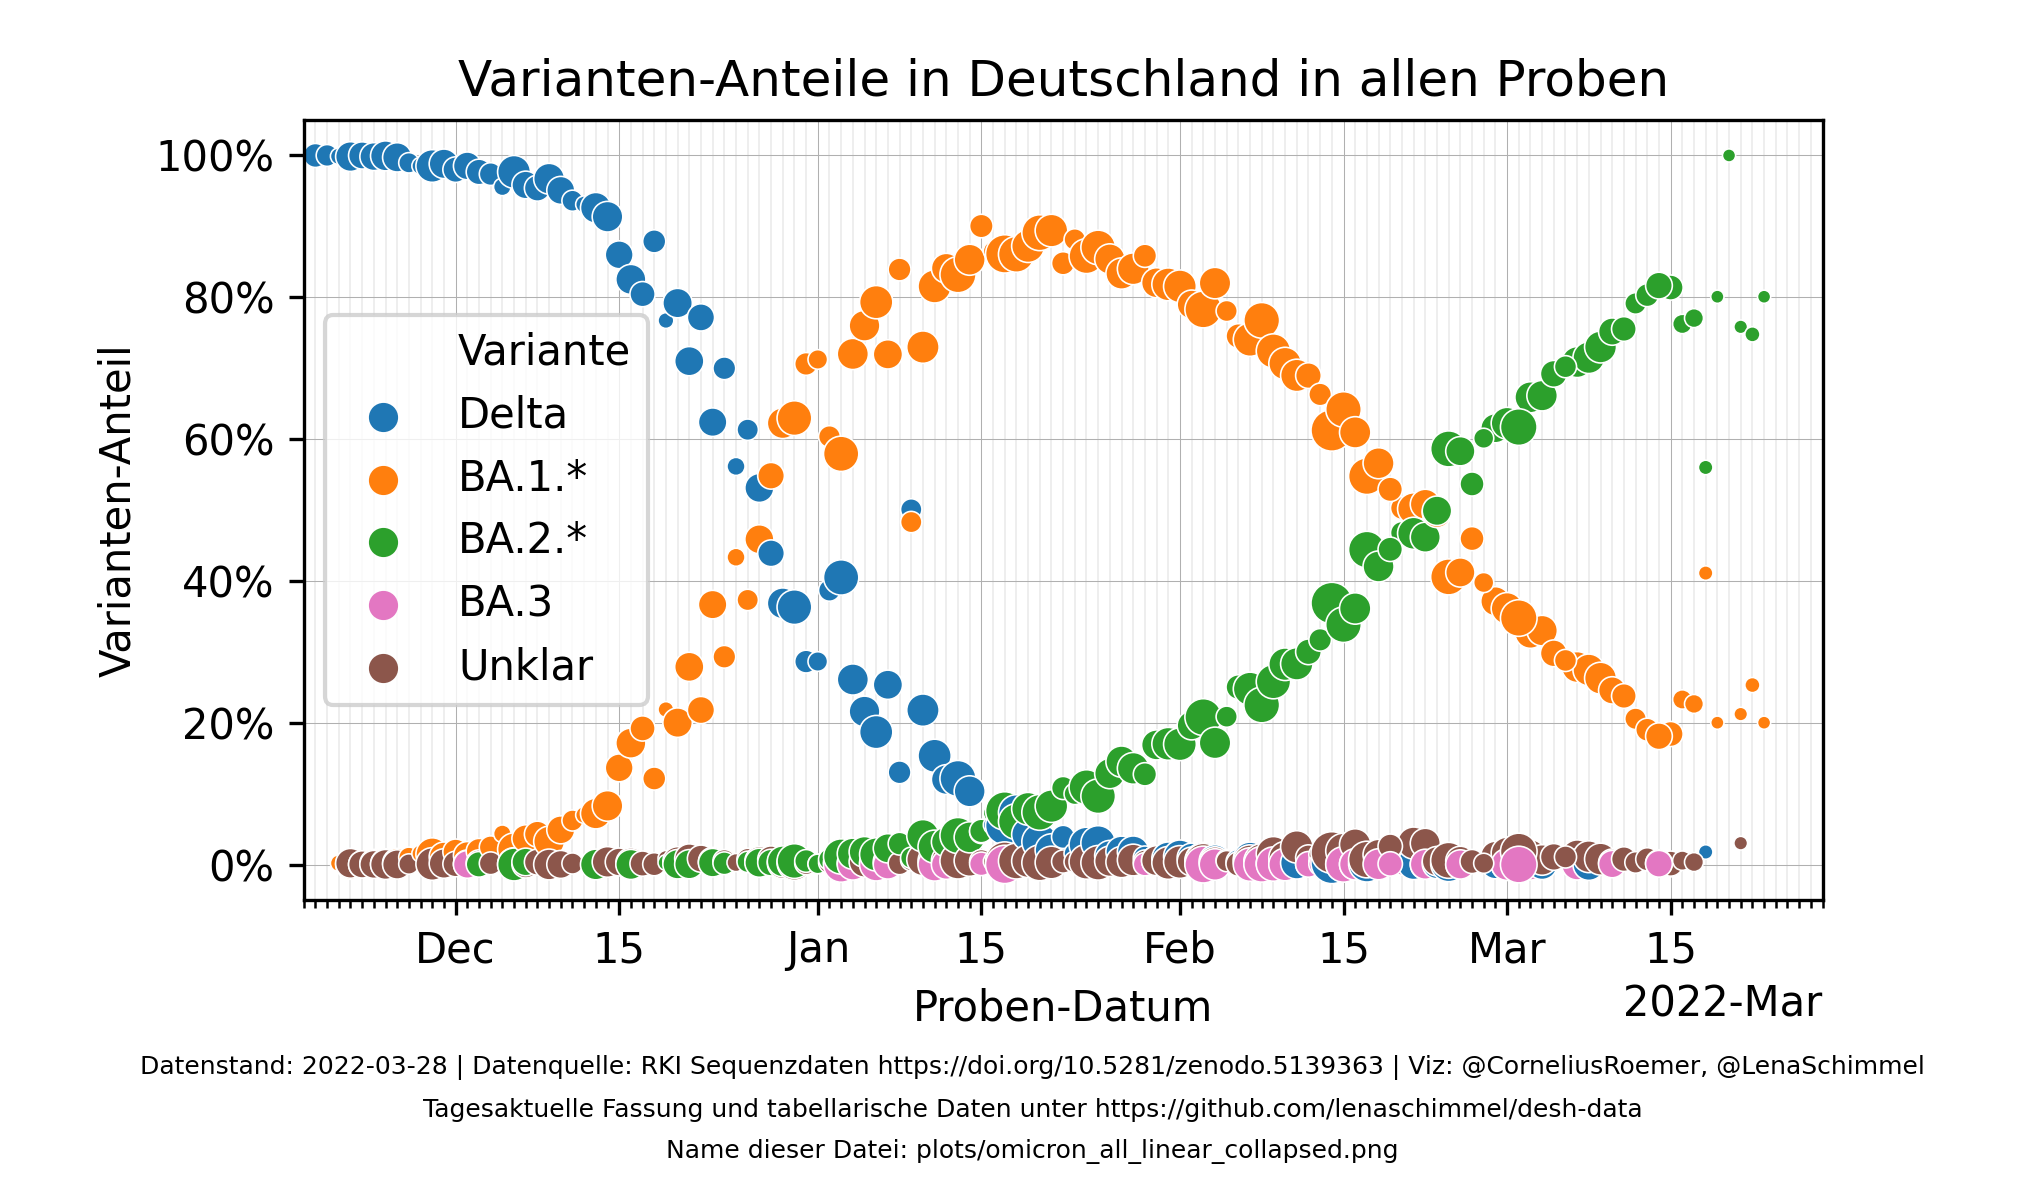 Varianten-Anteile in Deutschland in allen Proben
100%
80%
60%
40%
20%
0%
Varianten-Anteil
Variante
Delta
BA.1.*
BA.2.*
BA.3
Unklar
Dec 15 Jan 15 Feb 15 Mar 15
Proben-Datum
2022-Mar
Datenstand: 2022-03-28 | Datenquelle: RKI Sequenzdaten https://doi.org/10.5281/zenodo.5139363 | Viz: @CorneliusRoemer, @LenaSchimmel
Tagesaktuelle Fassung und tabellarische Daten unter https://github.com/lenaschimmel/desh-data
Name dieser Datei: plots/omicron_all_linear_collapsed.png